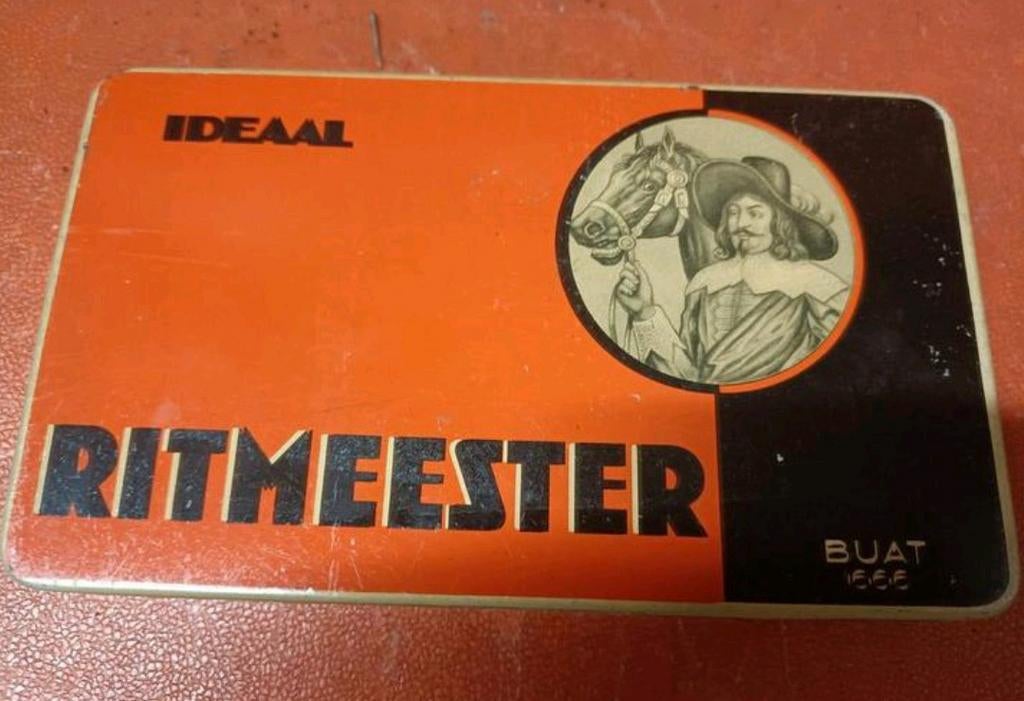 IDEAAL
RITMEESTER
BUAT
1666